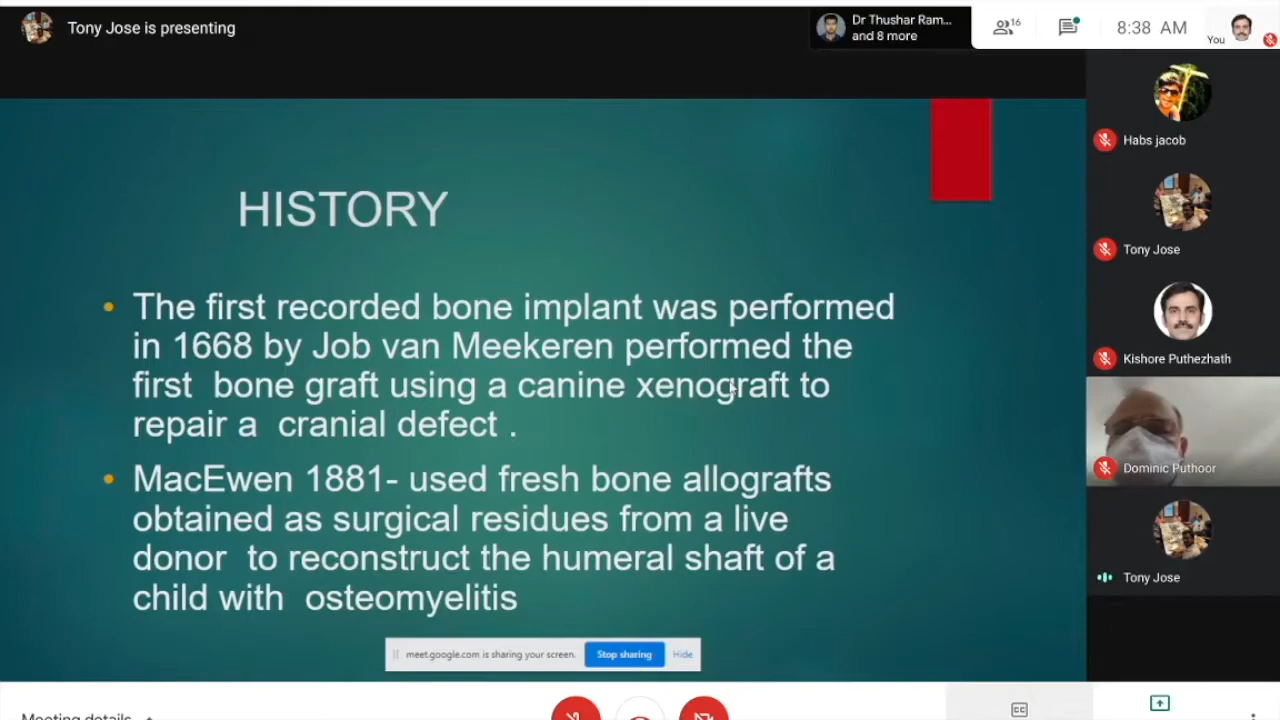 Tony Jose is presenting
Dr Thushar Ram...
and 8 more
16
8:38 AM
You
Habs jacob
Tony Jose
Kishore Puthezhath
Dominic Puthoor
Tony Jose
HISTORY
• The first recorded bone implant was performed
in 1668 by Job van Meekeren performed the
first bone graft using a canine xenograft to
repair a cranial defect .
• MacEwen 1881- used fresh bone allografts
obtained as surgical residues from a live
donor to reconstruct the humeral shaft of a
child with osteomyelitis
meet.google.com is sharing your screen.
Stop sharing
Hide
Meeting details
CC